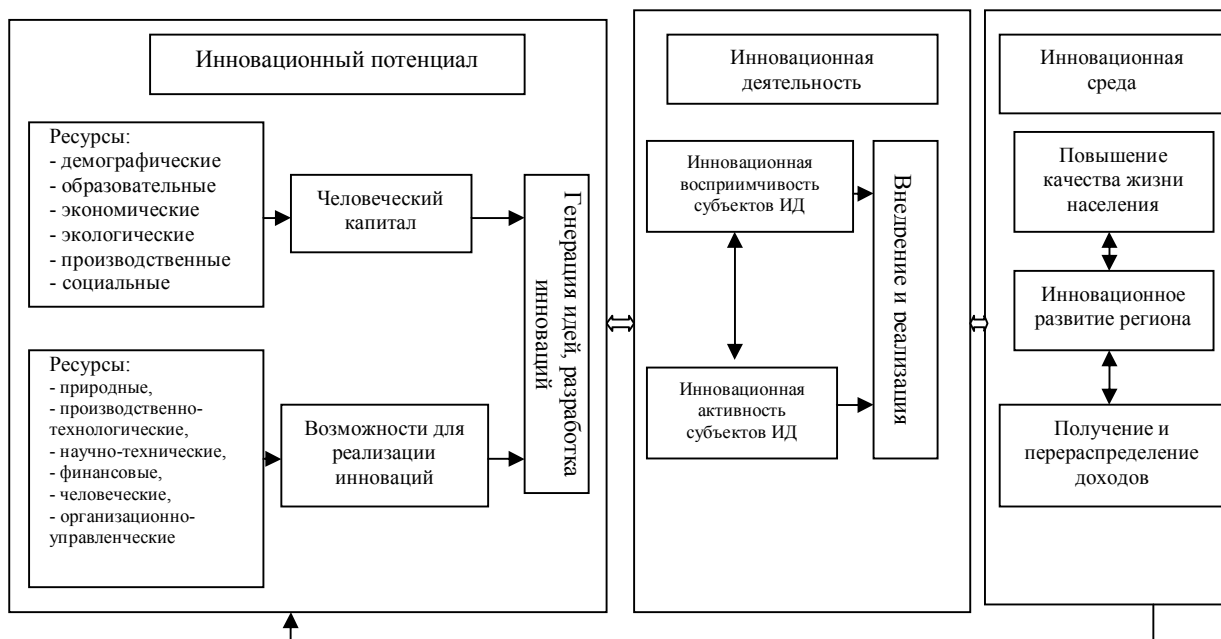 Инновационный потенциал
Ресурсы:
- демографические
- образовательные
- экономические
- экологические
- производственные
- социальные
Человеческий
капитал
Ресурсы:
- природные,
- производственно-
технологические,
- научно-технические,
- финансовые,
- человеческие,
- организационно-
управленческие
Возможности для
реализации
инноваций
Генерация идей, разработка
инноваций
Инновационная
деятельность
Инновационная
восприимчивость
субъектов ИД
Инновационная
активность
субъектов ИД
Внедрение и реализация
Инновационная
среда
Повышение
качества жизни
населения
Инновационное
развитие региона
Получение и
перераспределение
доходов